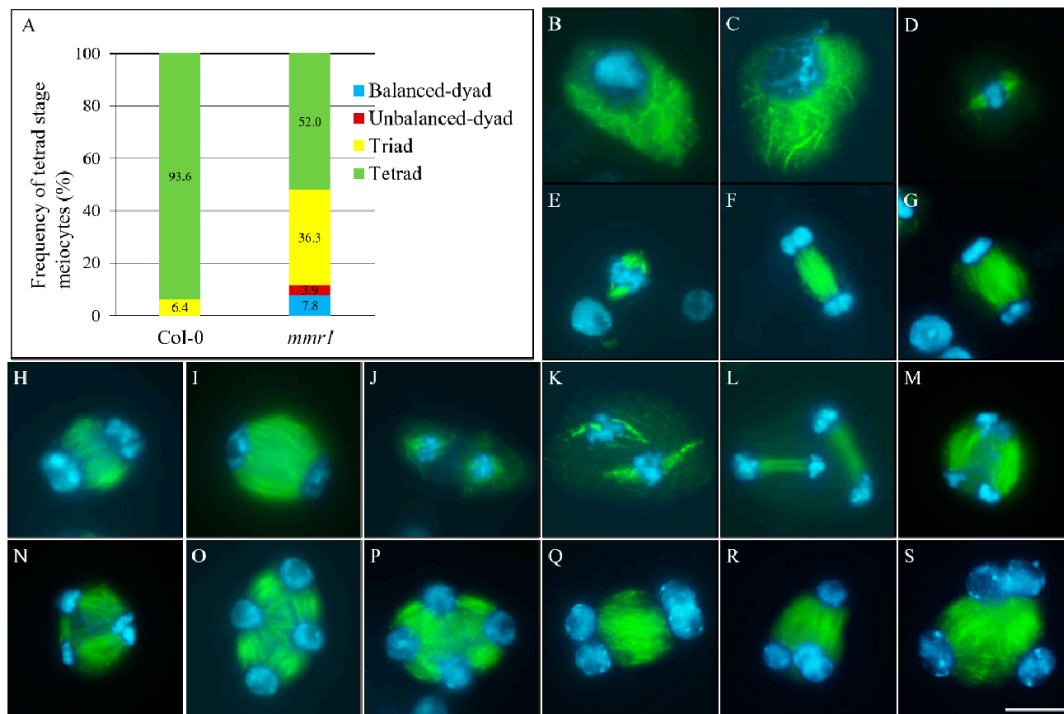 A
Frequency of tetrad stage
meiocytes (%)
100
80
60
40
20
0
93.6
6.4
52.0
36.3
3.9
7.8
Col-0
mmr1
Balanced-dyad
Unbalanced-dyad
Triad
Tetrad
B
C
D
E
F
G
H
I
J
K
L
M
N
O
P
Q
R
S